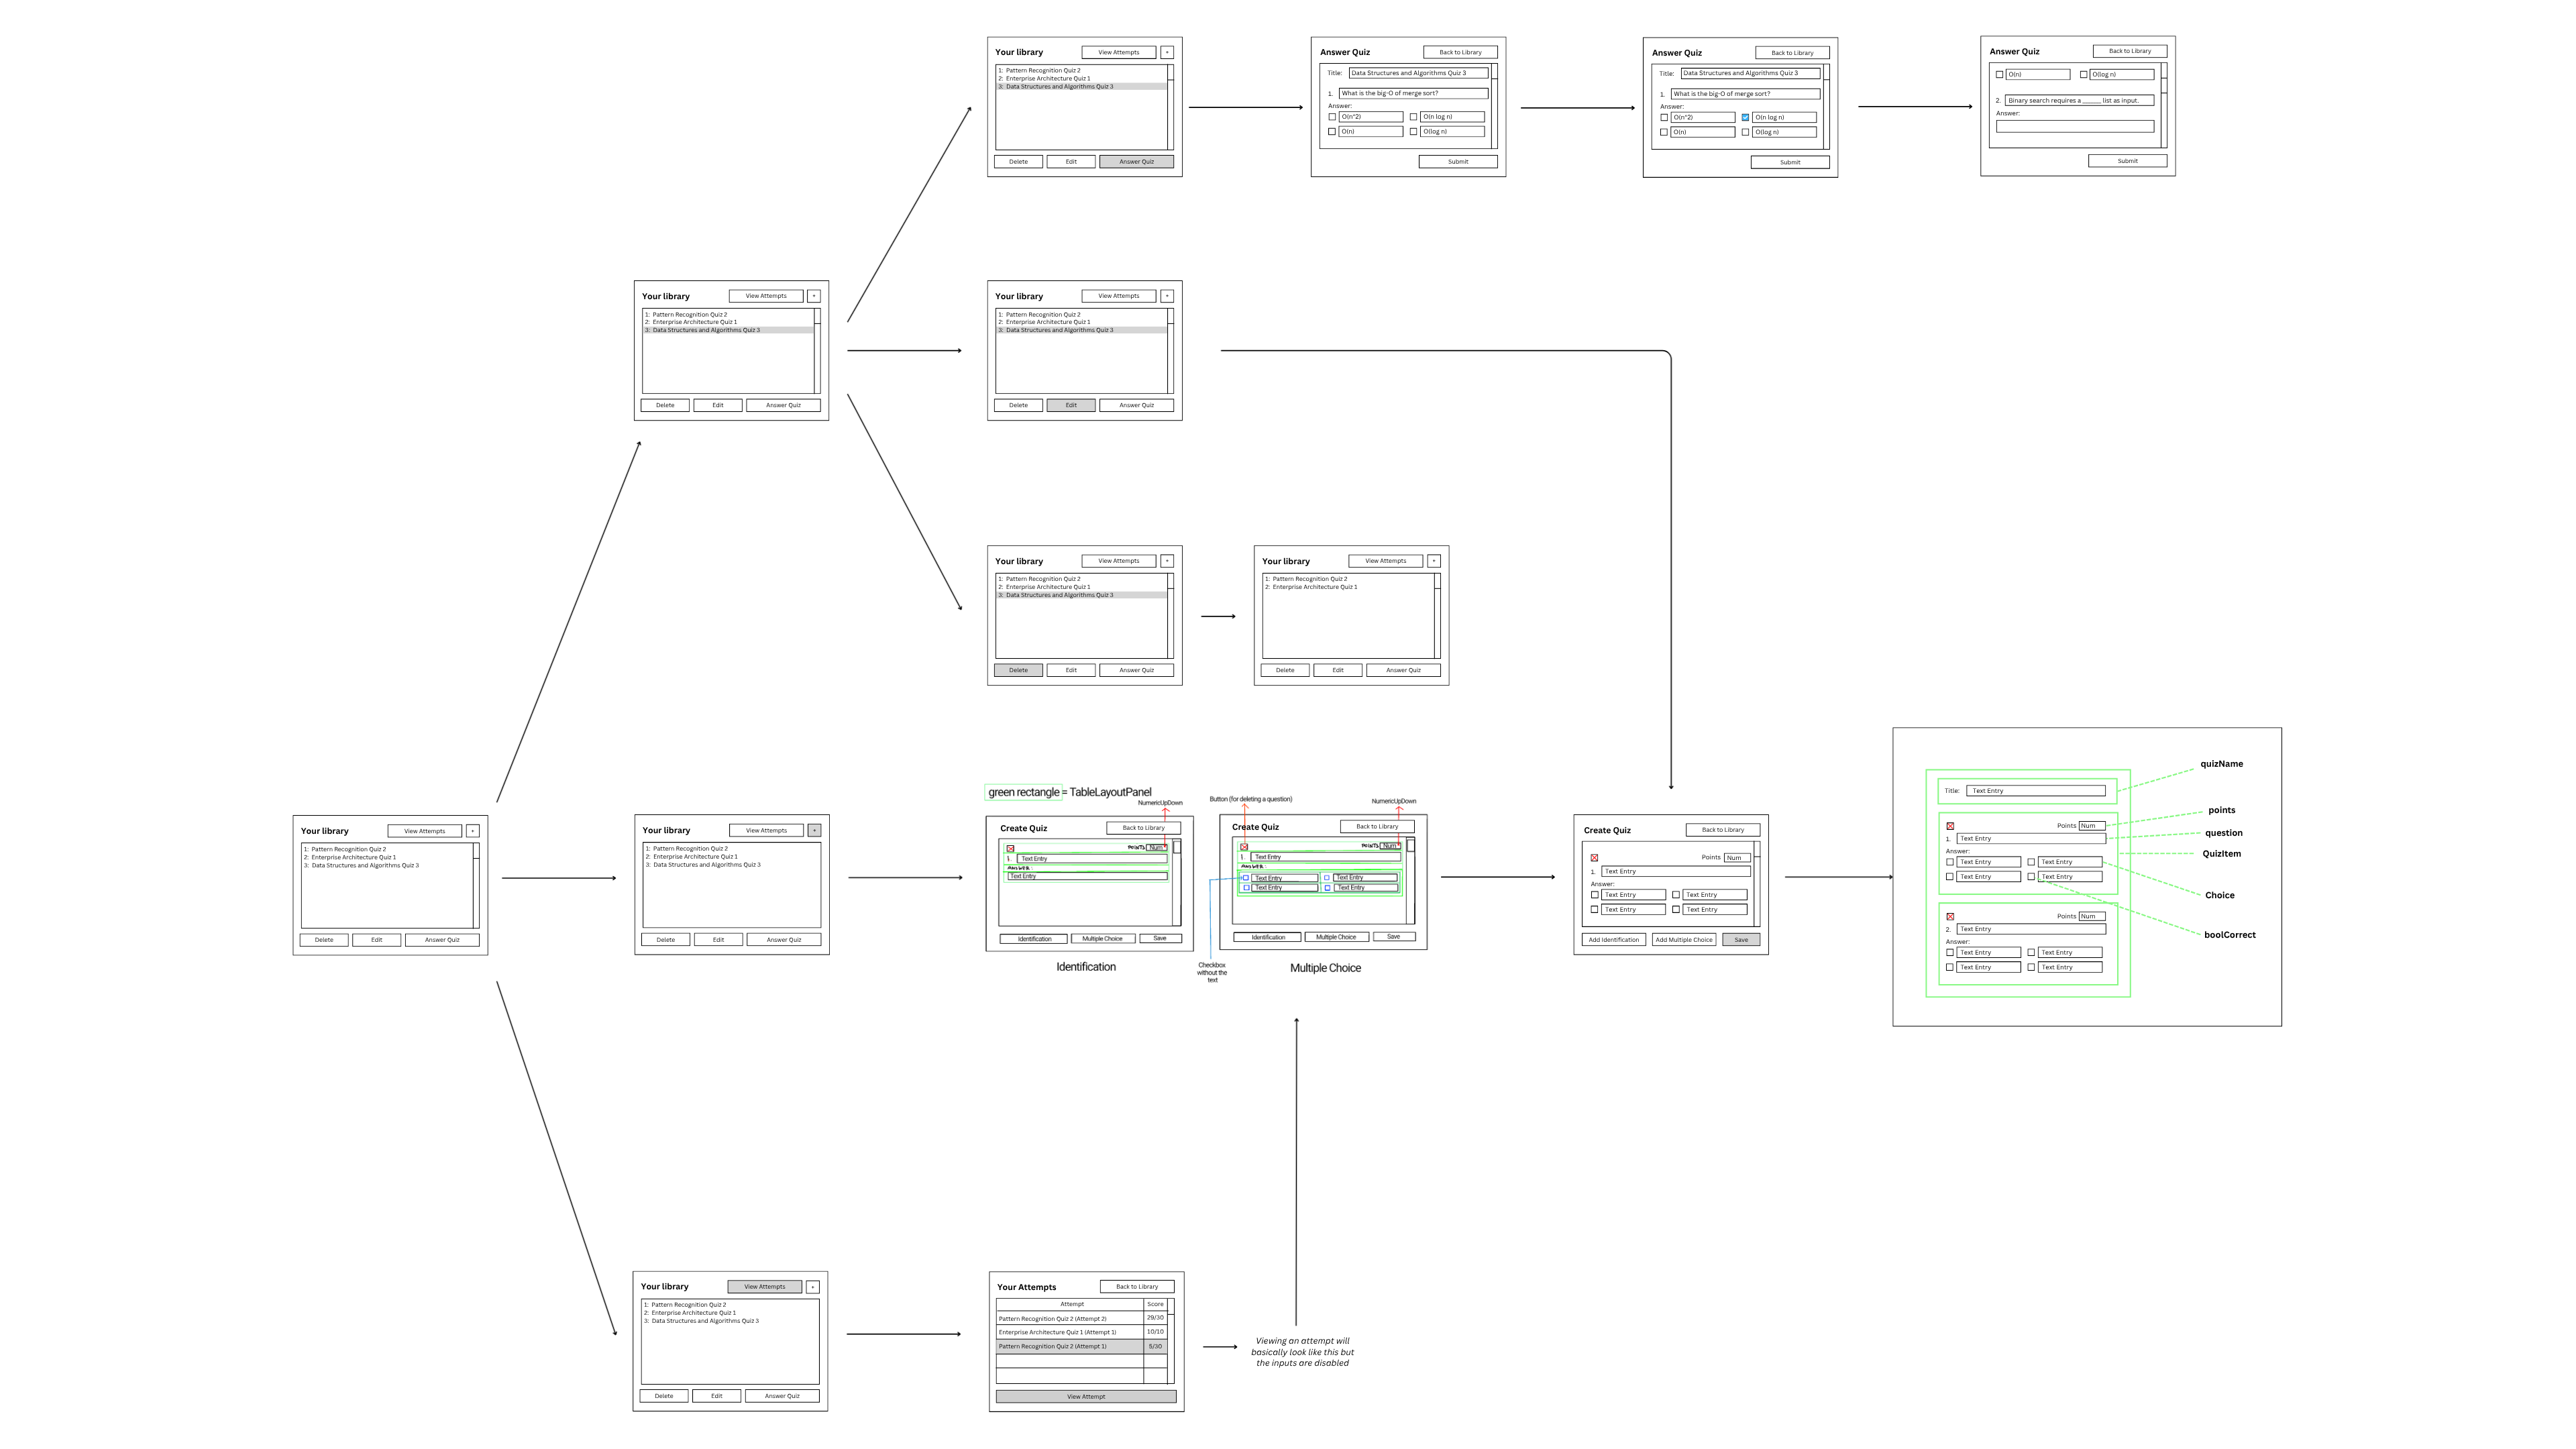 Your library
View Attempts
+
1: Pattern Recognition Quiz 2
2: Enterprise Architecture Quiz 1
3: Data Structures and Algorithms Quiz 3
Delete
Edit
Answer Quiz
Answer Quiz
Back to Library
Title:
Data Structures and Algorithms Quiz 3
1.
What is the big-O of merge sort?
Answer:
O(n^2)
O(n log n)
O(n)
O(log n)
Submit
Answer Quiz
Back to Library
Title:
Data Structures and Algorithms Quiz 3
1.
What is the big-O of merge sort?
Answer:
O(n^2)
O(n log n)
O(n)
O(log n)
Submit
Answer Quiz
Back to Library
O(n)
O(log n)
2.
Binary search requires a ______ list as input.
Answer:
Submit
Your library
View Attempts
+
1: Pattern Recognition Quiz 2
2: Enterprise Architecture Quiz 1
3: Data Structures and Algorithms Quiz 3
Delete
Edit
Answer Quiz
Your library
View Attempts
+
1: Pattern Recognition Quiz 2
2: Enterprise Architecture Quiz 1
3: Data Structures and Algorithms Quiz 3
Delete
Edit
Answer Quiz
Your library
View Attempts
+
1: Pattern Recognition Quiz 2
2: Enterprise Architecture Quiz 1
3: Data Structures and Algorithms Quiz 3
Delete
Edit
Answer Quiz
Your library
View Attempts
+
1: Pattern Recognition Quiz 2
2: Enterprise Architecture Quiz 1
Delete
Edit
Answer Quiz
Your library
View Attempts
+
1: Pattern Recognition Quiz 2
2: Enterprise Architecture Quiz 1
3: Data Structures and Algorithms Quiz 3
Delete
Edit
Answer Quiz
Your library
View Attempts
+
1: Pattern Recognition Quiz 2
2: Enterprise Architecture Quiz 1
3: Data Structures and Algorithms Quiz 3
Delete
Edit
Answer Quiz
green rectangle = TableLayoutPanel
NumericUpDown
Create Quiz
Back to Library
POINTS
Num
1.
Text Entry
ANSWER:
Text Entry
Identification
Multiple Choice
Save
Identification
Button (for deleting a question)
NumericUpDown
Create Quiz
Back to Library
POINTS
Num
1.
Text Entry
ANSWER:
Text Entry
Text Entry
Text Entry
Text Entry
Identification
Multiple Choice
Save
Checkbox
without the
text
Multiple Choice
Create Quiz
Back to Library
Points
Num
1.
Text Entry
Answer:
Text Entry
Text Entry
Text Entry
Text Entry
Add Identification
Add Multiple Choice
Save
quizName
Title:
Text Entry
points
Points
Num
question
1.
Text Entry
QuizItem
Answer:
Text Entry
Text Entry
Text Entry
Text Entry
Choice
Points
Num
2.
Text Entry
boolCorrect
Answer:
Text Entry
Text Entry
Text Entry
Text Entry
Your library
View Attempts
+
1: Pattern Recognition Quiz 2
2: Enterprise Architecture Quiz 1
3: Data Structures and Algorithms Quiz 3
Delete
Edit
Answer Quiz
Your Attempts
Back to Library
Attempt
Score
Pattern Recognition Quiz 2 (Attempt 2)
29/30
Enterprise Architecture Quiz 1 (Attempt 1)
10/10
Pattern Recognition Quiz 2 (Attempt 1)
5/30
View Attempt
Viewing an attempt will
basically look like this but
the inputs are disabled